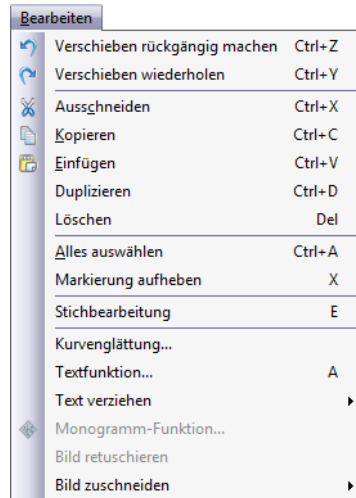 Bearbeiten
Verschieben rückgängig machen Ctrl+Z
Verschieben wiederholen Ctrl+Y
Ausschneiden Ctrl+X
Kopieren Ctrl+C
Einfügen Ctrl+V
Duplizieren Ctrl+D
Löschen Del
Alles auswählen Ctrl+A
Markierung aufheben X
Stichbearbeitung E
Kurvenglättung...
Textfunktion... A
Text verziehen
Monogramm-Funktion...
Bild retuschieren
Bild zuschneiden